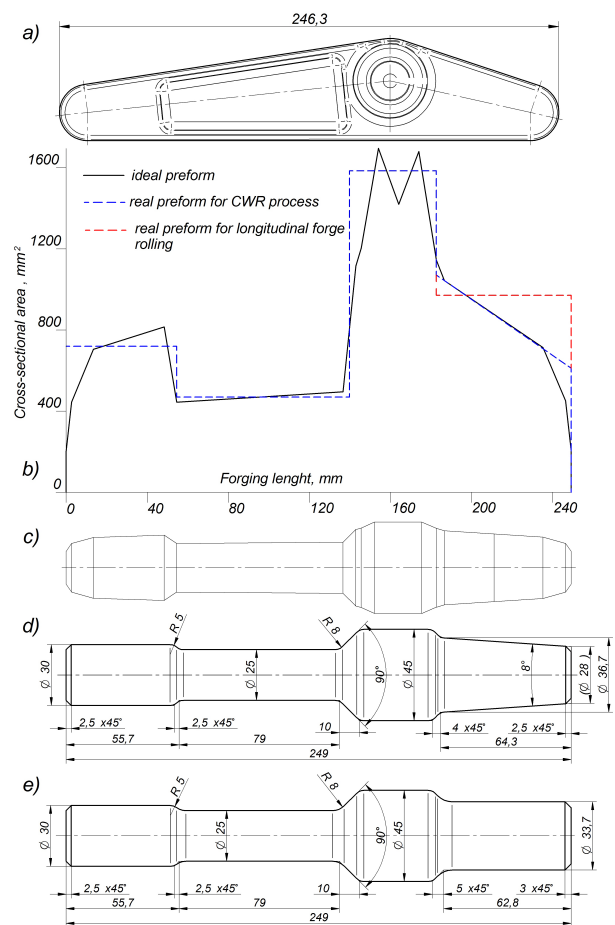 246,3
a)
1600
1200
800
400
0
Cross-sectional area , mm²
ideal preform
real preform for CWR process
real preform for longitudinal forge
rolling
b)
Forging lenght, mm
0 40 80 120 160 200 240
c)
d)
R 5
R 8
Ø 30
Ø 25
90°
Ø 45
8°
(Ø 28 )
Ø 36,7
2,5 x45°
2,5 x45°
10
4 x45°
2,5 x45°
55,7
79
64,3
249
e)
R 5
R 8
Ø 30
Ø 25
90°
Ø 45
Ø 33,7
2,5 x45°
2,5 x45°
10
5 x45°
3 x45°
55,7
79
62,8
249